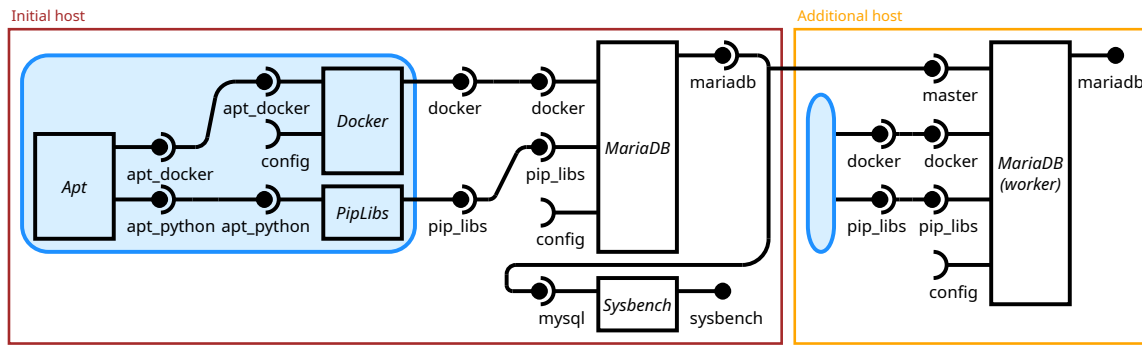 Initial host
Additional host
mariadb
mariadb
apt_docker
docker
docker
master
Docker
MariaDB
config
apt_docker
pip_libs
docker
docker
MariaDB
(worker)
Apt
PipLibs
apt_python
apt_python
pip_libs
config
pip_libs
pip_libs
config
Sysbench
mysql
sysbench